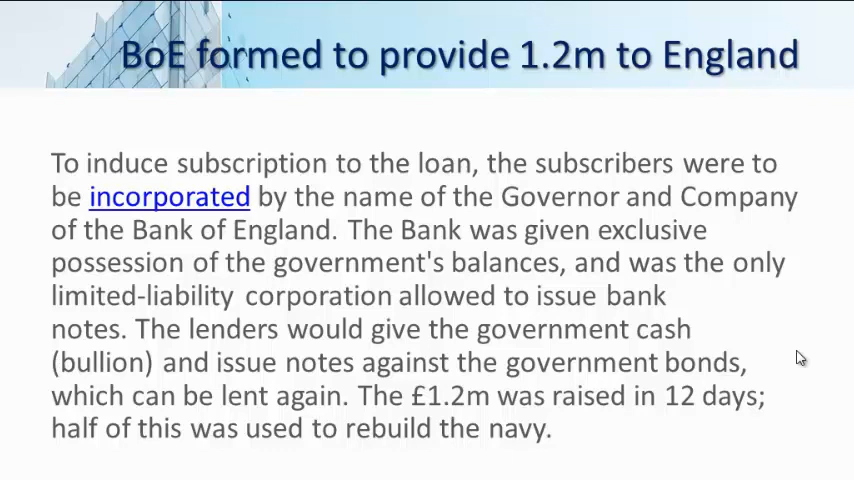 BoE formed to provide 1.2m to England
To induce subscription to the loan, the subscribers were to
be incorporated by the name of the Governor and Company
of the Bank of England. The Bank was given exclusive
possession of the government's balances, and was the only
limited-liability corporation allowed to issue bank
notes. The lenders would give the government cash
(bullion) and issue notes against the government bonds,
which can be lent again. The £1.2m was raised in 12 days;
half of this was used to rebuild the navy.